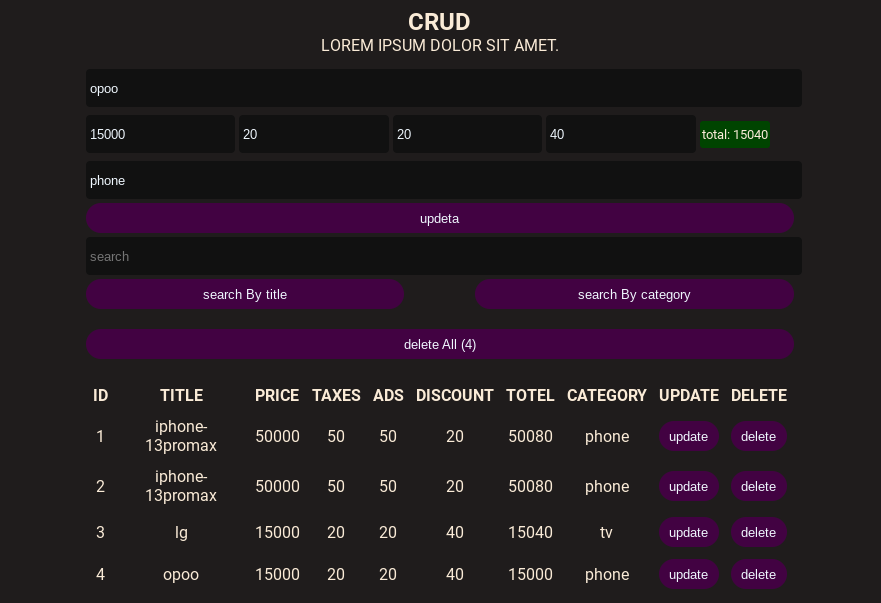 CRUD
LOREM IPSUM DOLOR SIT AMET.
opoo
15000 20 20 40 total: 15040
phone
updeta
search
search By title search By category
delete All (4)
ID TITLE PRICE TAXES ADS DISCOUNT TOTEL CATEGORY UPDATE DELETE
1 iphone- 50000 50 50 20 50080 phone update delete
13promax
2 iphone- 50000 50 50 20 50080 phone update delete
13promax
3 lg 15000 20 20 40 15040 tv update delete
4 opoo 15000 20 20 40 15000 phone update delete